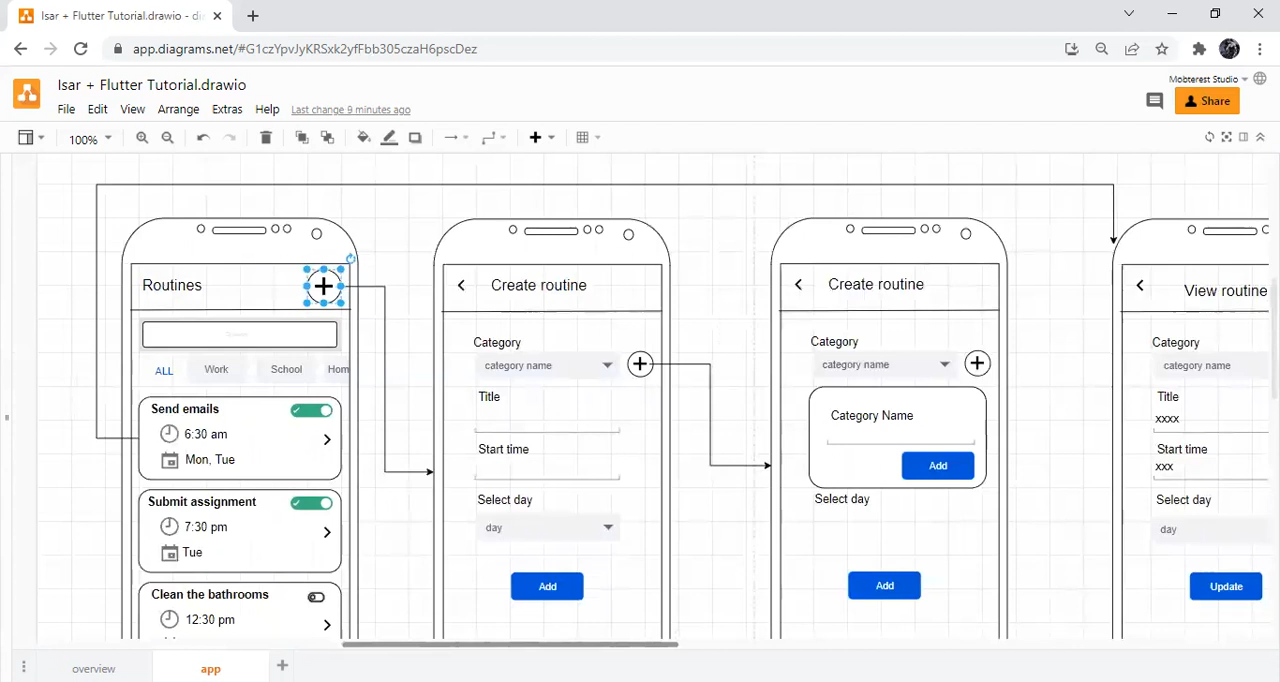 Isar + Flutter Tutorial.drawio - di
app.diagrams.net/#G1czYpvJyKRSxk2yfFbb305czaH6pscDez
Isar + Flutter Tutorial.drawio
Mobterest Studio
File Edit View Arrange Extras Help Last change 9 minutes ago
Share
100%
Routines
ALL Work School Hom
Send emails
6:30 am
Mon, Tue
Submit assignment
7:30 pm
Tue
Clean the bathrooms
12:30 pm
Create routine
Category
category name
Title
Start time
Select day
day
Add
Create routine
Category
category name
Category Name
Add
Select day
Add
View routine
Category
category name
Title
xxxx
Start time
xxx
Select day
day
Update
overview app